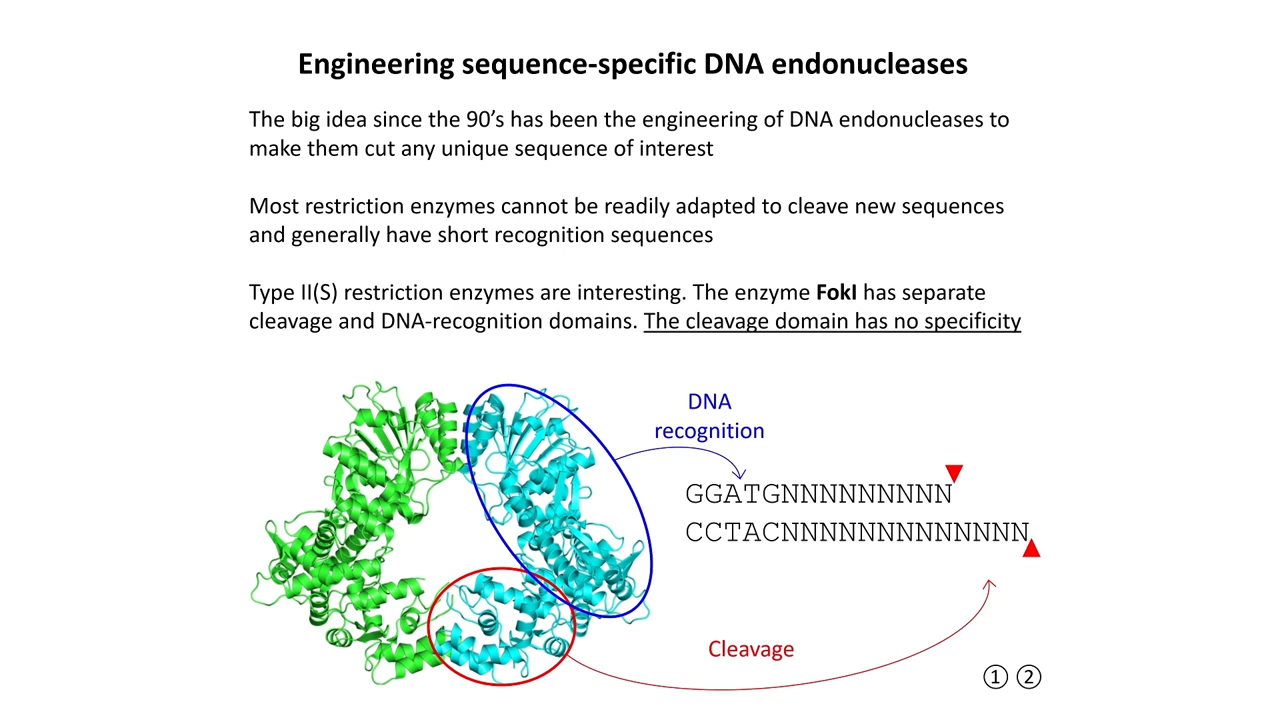 Engineering sequence-specific DNA endonucleases
The big idea since the 90’s has been the engineering of DNA endonucleases to
make them cut any unique sequence of interest
Most restriction enzymes cannot be readily adapted to cleave new sequences
and generally have short recognition sequences
Type II(S) restriction enzymes are interesting. The enzyme FokI has separate
cleavage and DNA-recognition domains. The cleavage domain has no specificity
DNA
recognition
GGATGNNNNNNNNN
CCTACNNNNNNNNNNNNN
Cleavage
① ②